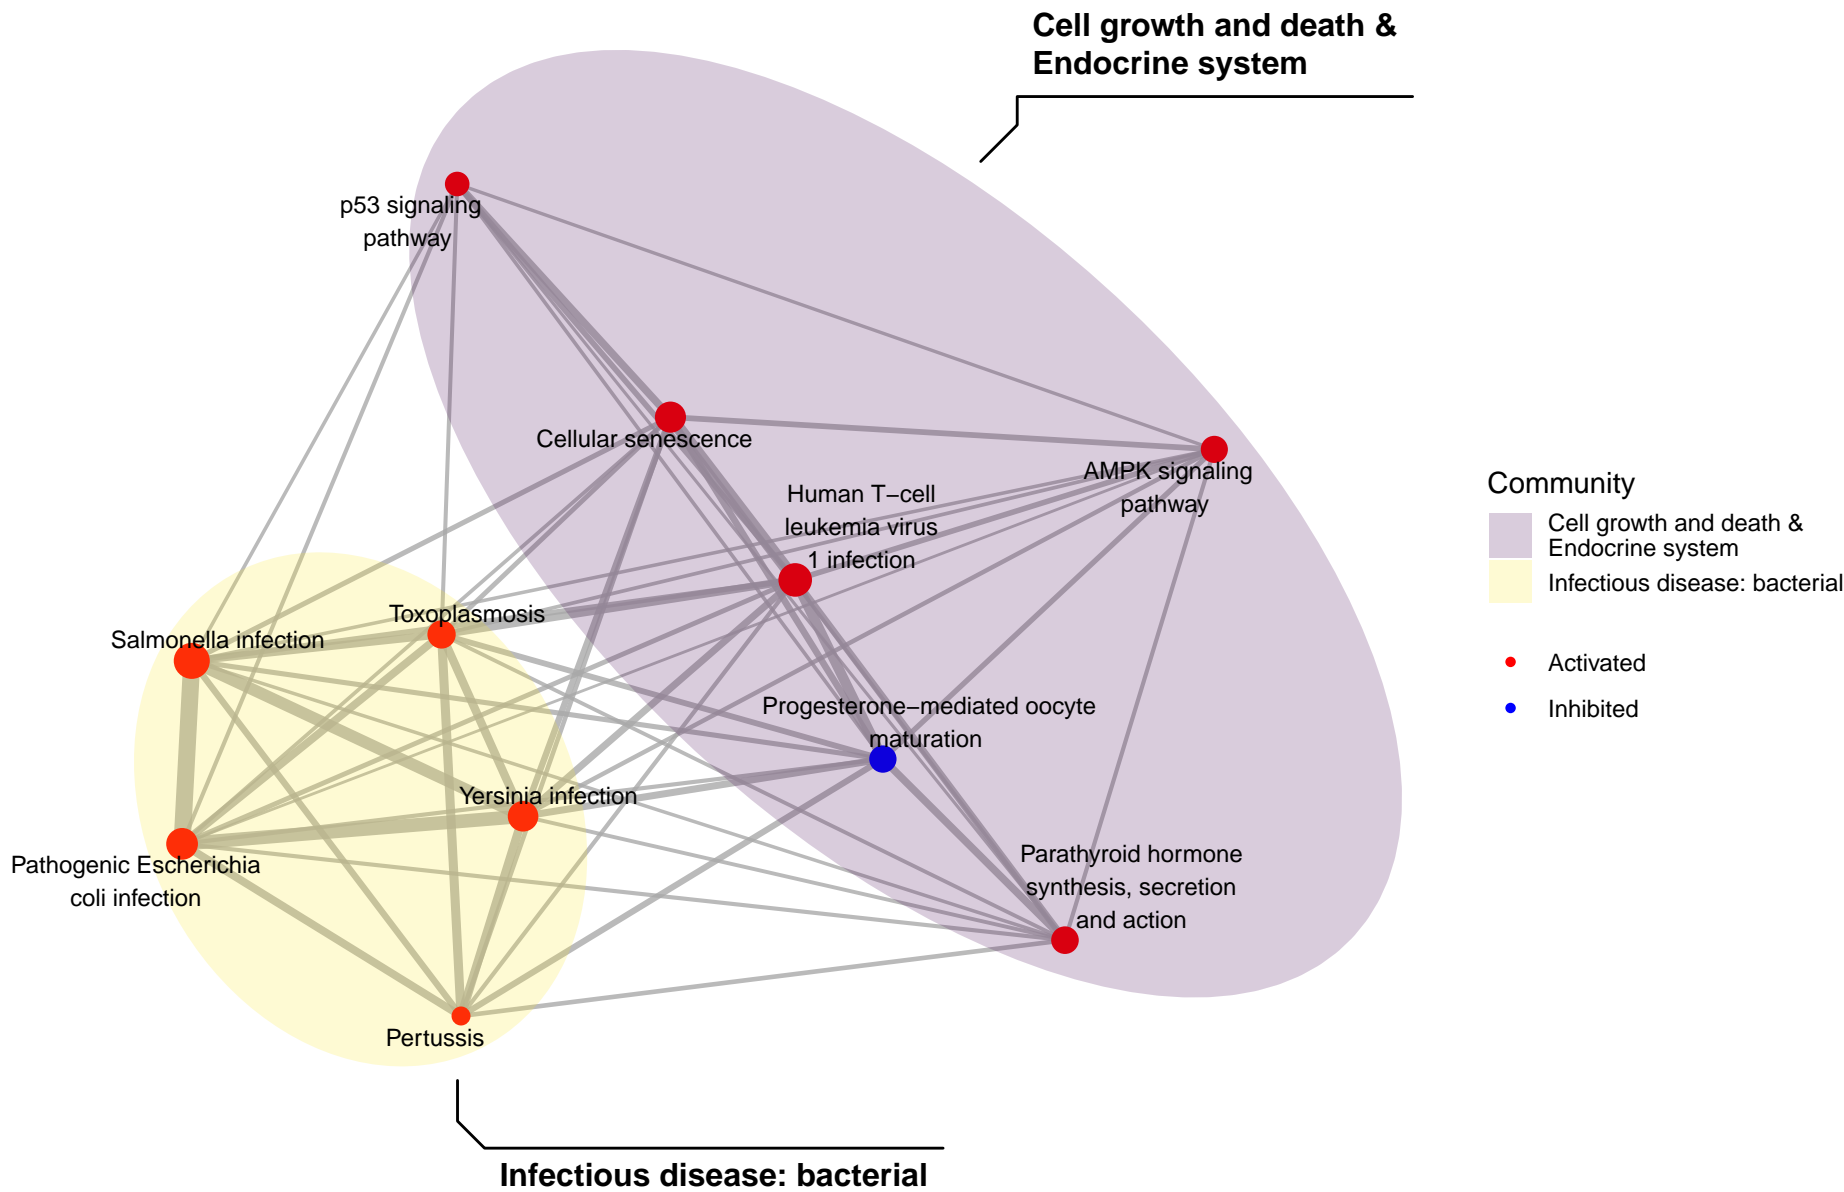 Cell growth and death &
Endocrine system
p53 signaling
pathway
Cellular senescence
AMPK signaling
pathway
Human T−cell
leukemia virus
1 infection
Toxoplasmosis
Salmonella infection
Progesterone−mediated oocyte
maturation
Yersinia infection
Pathogenic Escherichia
coli infection
Parathyroid hormone
synthesis, secretion
and action
Pertussis
Infectious disease: bacterial
Community
Cell growth and death &
Endocrine system
Infectious disease: bacterial
Activated
Inhibited